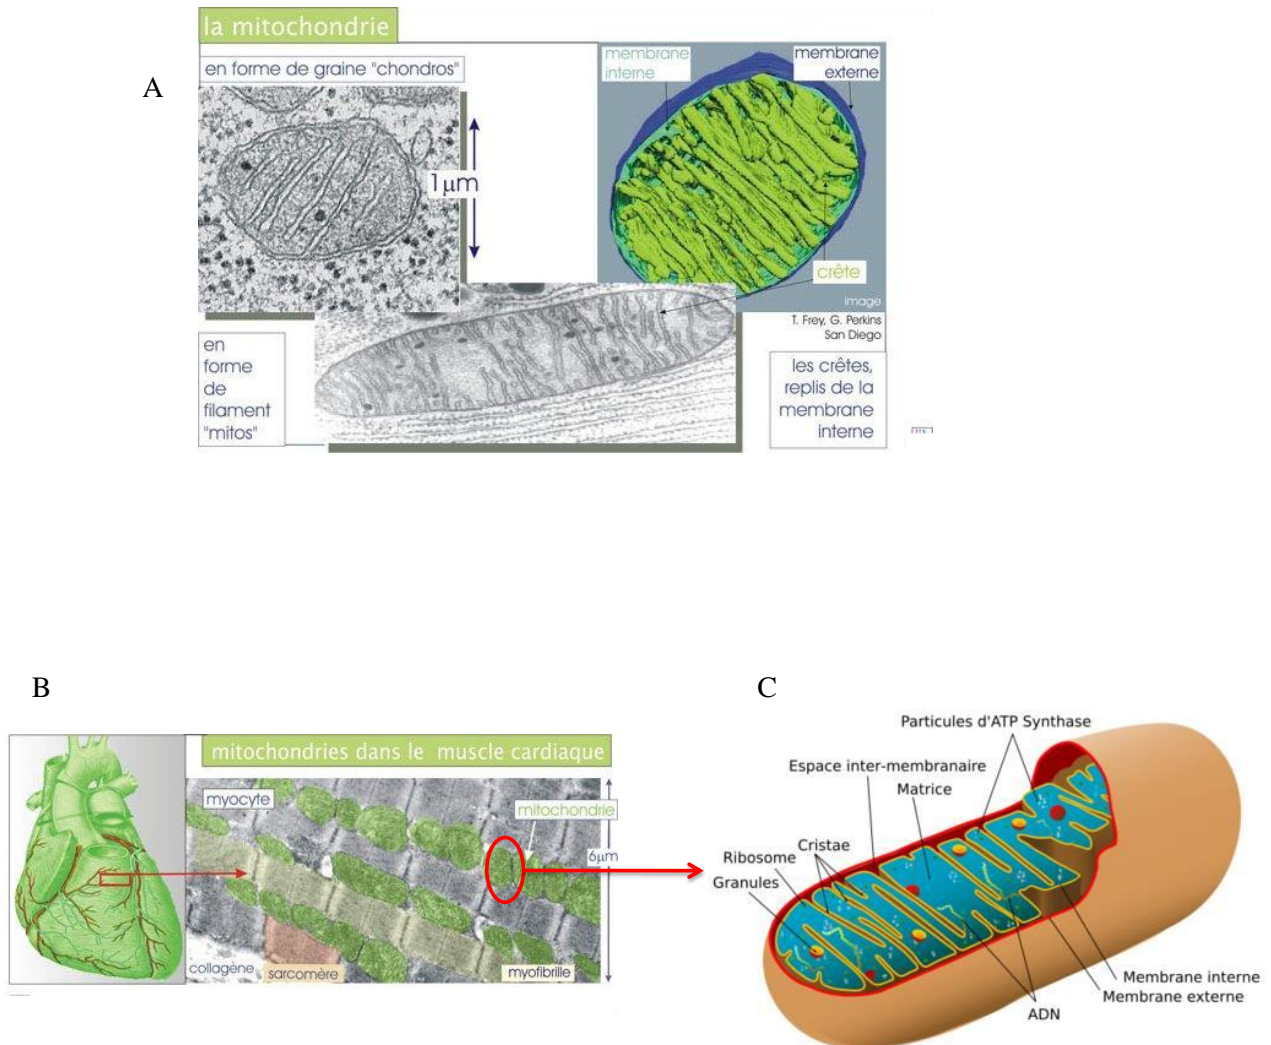 la mitochondrie
A
en forme de graine "chondros"
1µm
membrane
interne
membrane
externe
crête
image
T. Frey, G. Perkins
San Diego
en
forme
de
filament
"mitos"
les crêtes,
replis de la
membrane
interne
B
mitochondries dans le muscle cardiaque
myocyte
mitochondrie
6µm
collagène
sarcomère
myofibrille
C
Particules d'ATP Synthase
Espace inter-membranaire
Matrice
Cristae
Ribosome
Granules
Membrane interne
Membrane externe
ADN